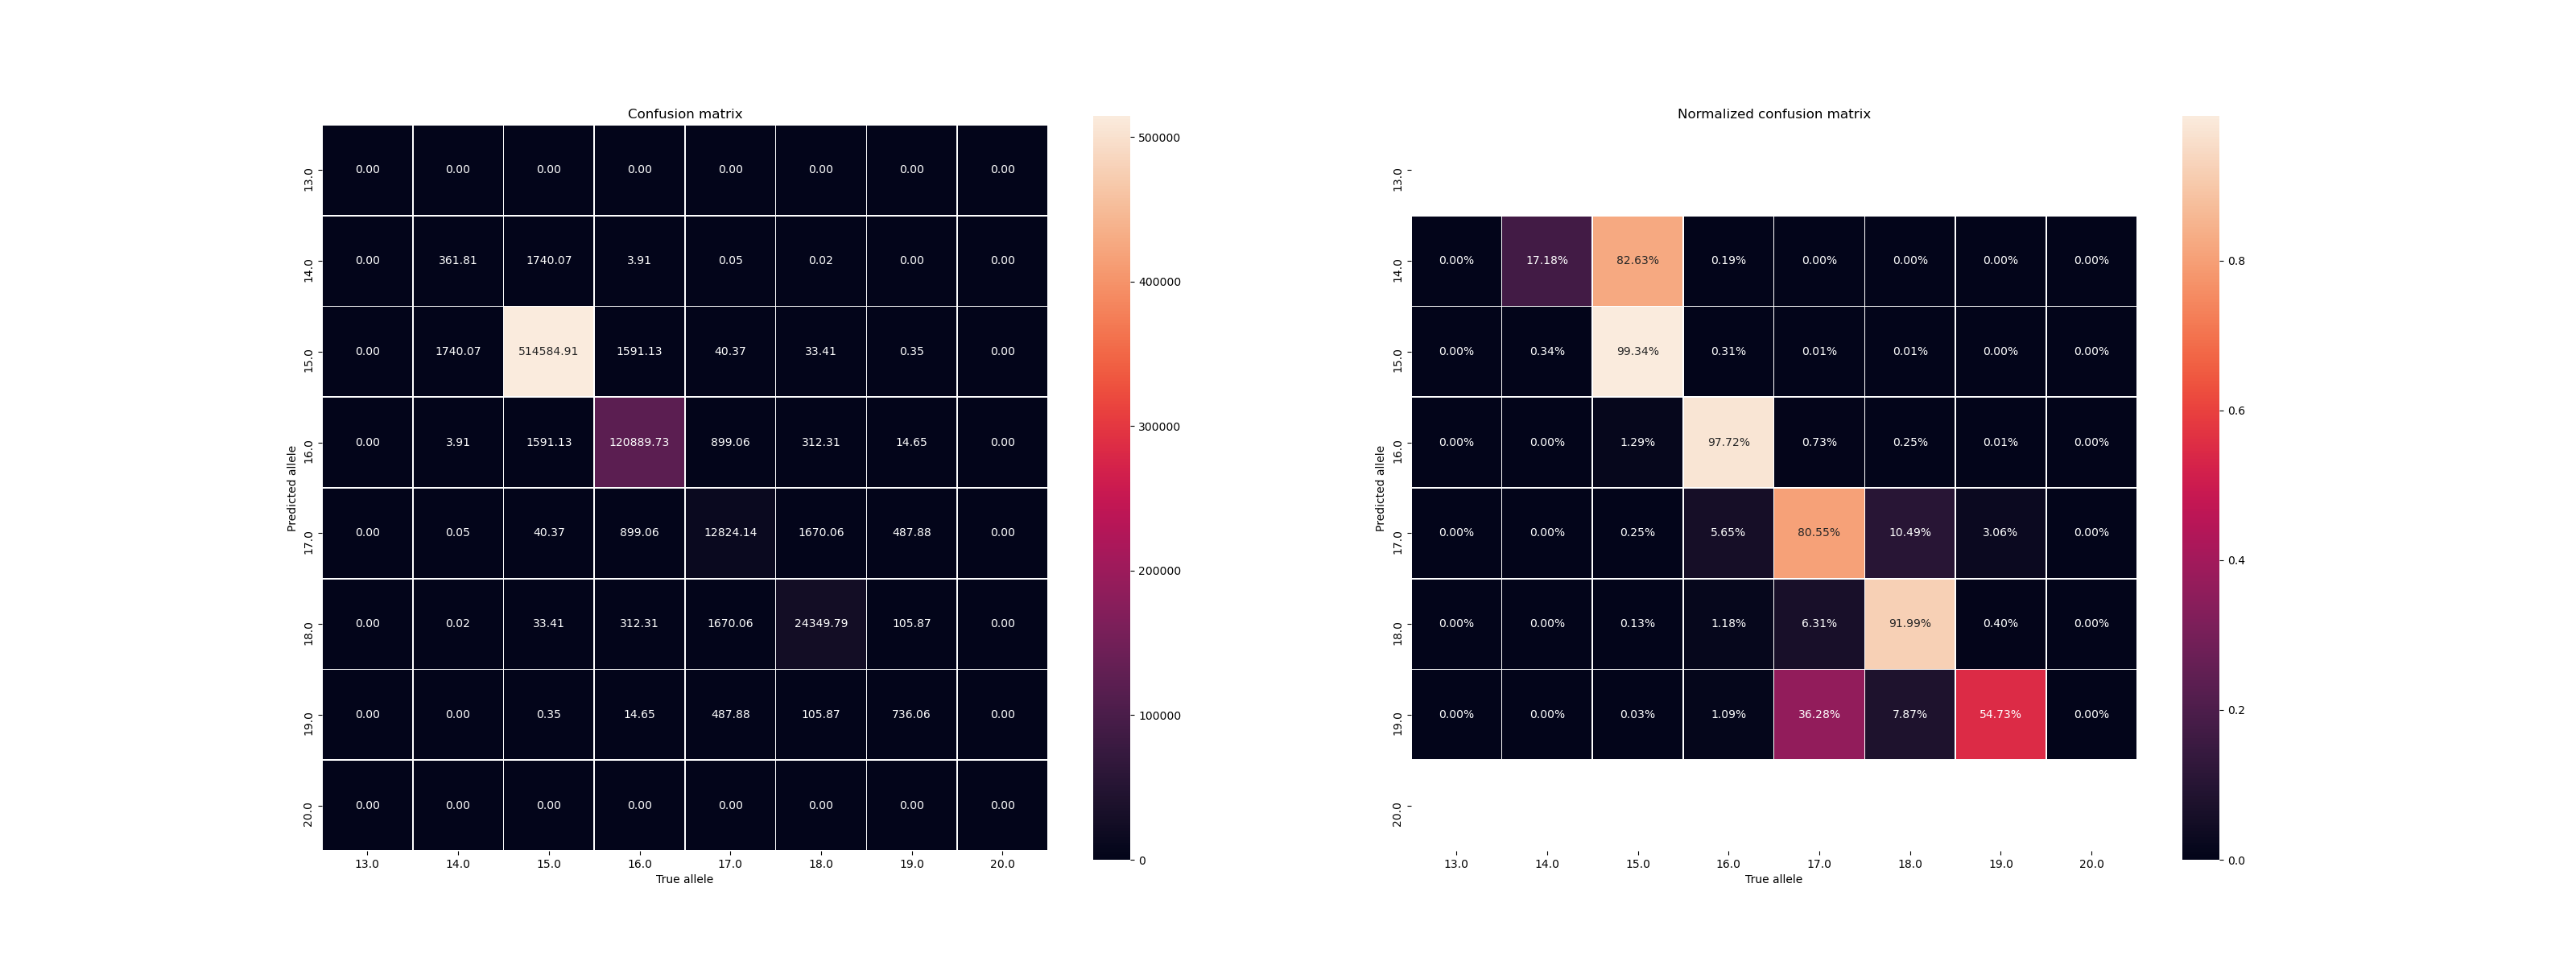 Confusion matrix
13.0 0.00 0.00 0.00 0.00 0.00 0.00 0.00 0.00
14.0 0.00 361.81 1740.07 3.91 0.05 0.02 0.00 0.00
15.0 0.00 1740.07 514584.91 1591.13 40.37 33.41 0.35 0.00
16.0 0.00 3.91 1591.13 120889.73 899.06 312.31 14.65 0.00
17.0 0.00 0.05 40.37 899.06 12824.14 1670.06 487.88 0.00
18.0 0.00 0.02 33.41 312.31 1670.06 24349.79 105.87 0.00
19.0 0.00 0.00 0.35 14.65 487.88 105.87 736.06 0.00
20.0 0.00 0.00 0.00 0.00 0.00 0.00 0.00 0.00
13.0 14.0 15.0 16.0 17.0 18.0 19.0 20.0
True allele
Predicted allele
500000
400000
300000
200000
100000
0
Normalized confusion matrix
13.0
14.0 0.00% 17.18% 82.63% 0.19% 0.00% 0.00% 0.00% 0.00%
15.0 0.00% 0.34% 99.34% 0.31% 0.01% 0.01% 0.00% 0.00%
16.0 0.00% 0.00% 1.29% 97.72% 0.73% 0.25% 0.01% 0.00%
17.0 0.00% 0.00% 0.25% 5.65% 80.55% 10.49% 3.06% 0.00%
18.0 0.00% 0.00% 0.13% 1.18% 6.31% 91.99% 0.40% 0.00%
19.0 0.00% 0.00% 0.03% 1.09% 36.28% 7.87% 54.73% 0.00%
20.0
13.0 14.0 15.0 16.0 17.0 18.0 19.0 20.0
True allele
Predicted allele
0.8
0.6
0.4
0.2
0.0